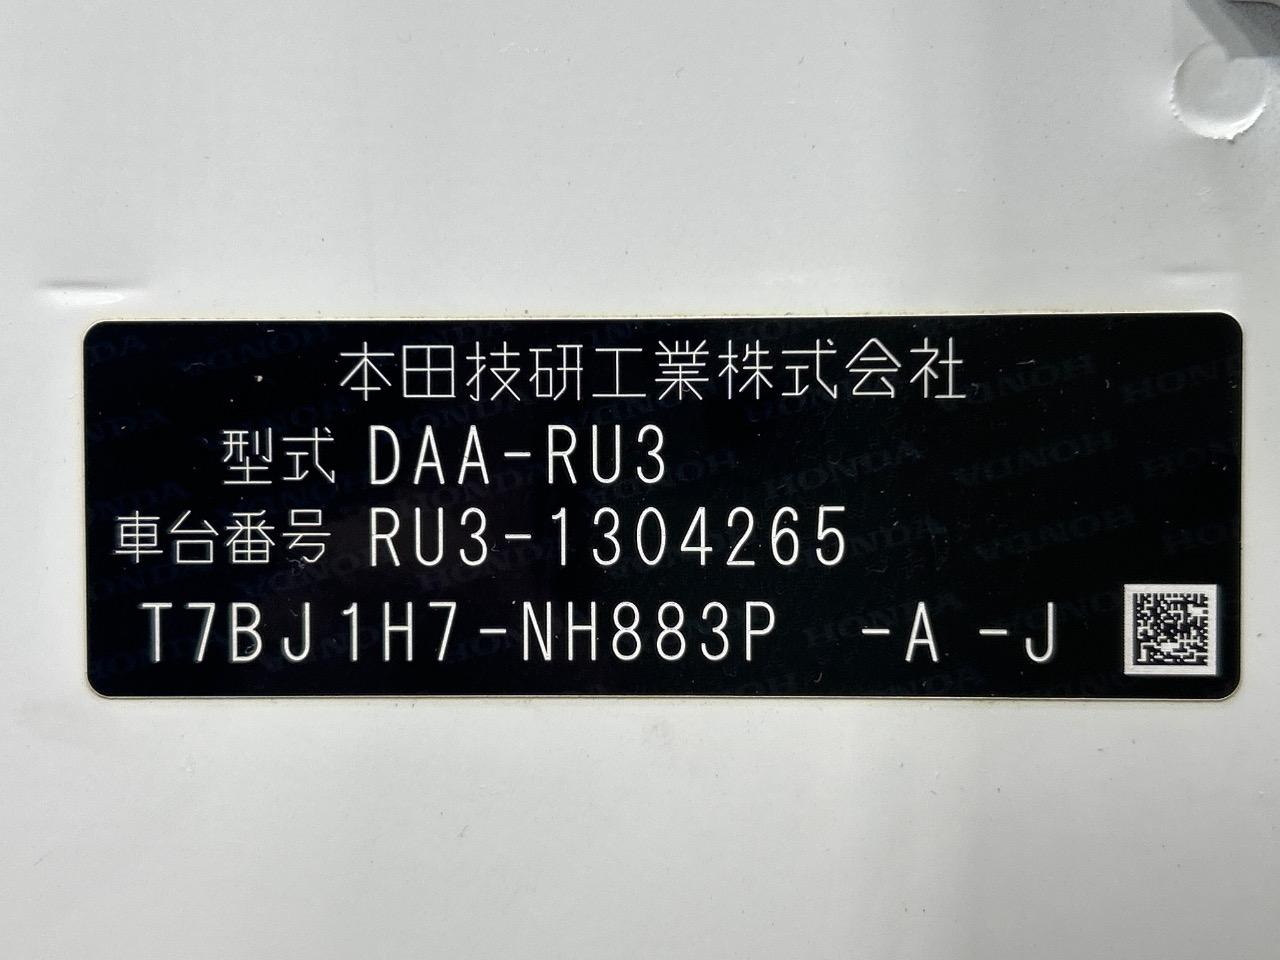 本田技研工業株式会社
型式 DAA-RU3
車台番号 RU3-1304265
T7BJ1H7-NH883P -A -J